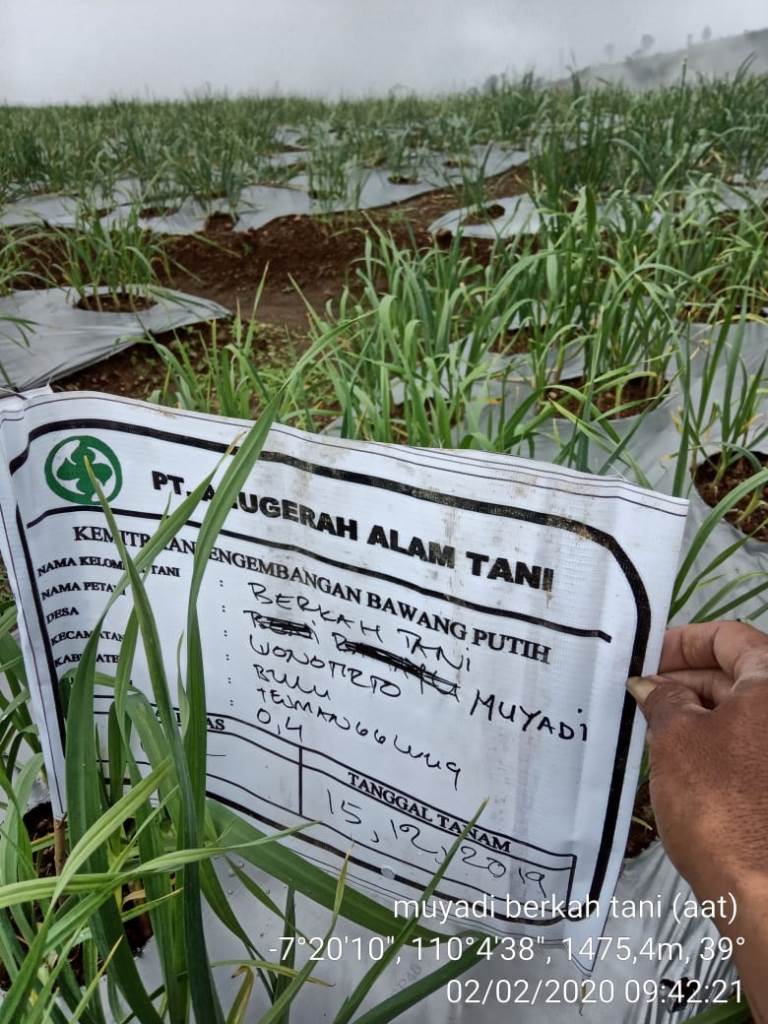 PT. ANUGERAH ALAM TANI
KEMITRAAN PENGEMBANGAN BAWANG PUTIH
NAMA KELOMPOK TANI : BERKAH TANI
NAMA PETANI : MUYADI
DESA : WONOTIRTO
KECAMATAN : BULU
KABUPATEN : TEUMANGGUNG
0,4
TANGGAL TANAM
15,12,2019
muyadi berkah tani (aat)
-7°20'10", 110°4'38", 1475,4m, 39°
02/02/2020 09:42:21